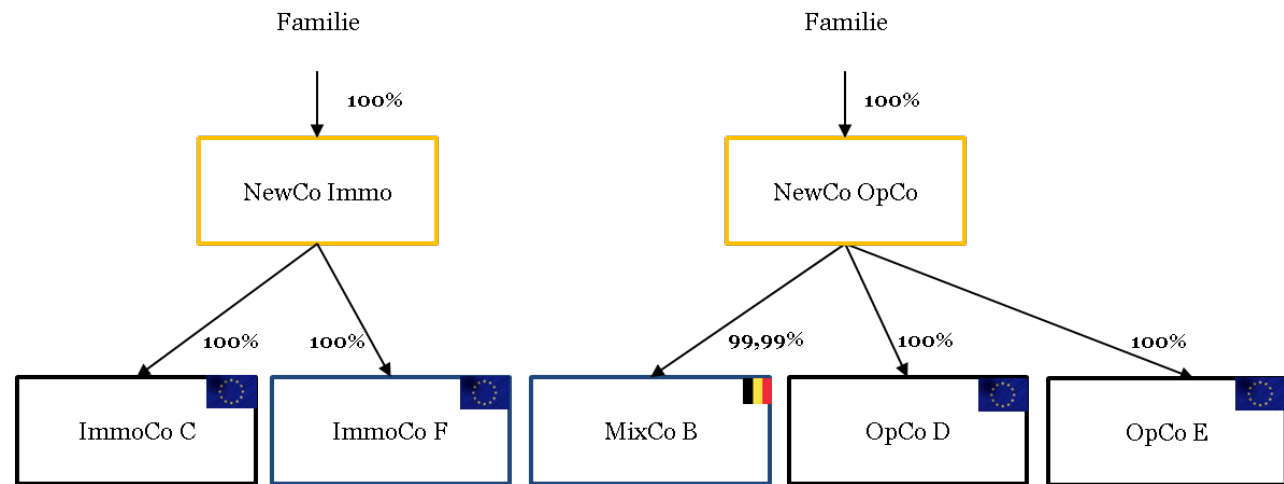 Familie
Familie
100%
100%
NewCo Immo
NewCo OpCo
100%
100%
99,99%
100%
100%
ImmoCo C
ImmoCo F
MixCo B
OpCo D
OpCo E